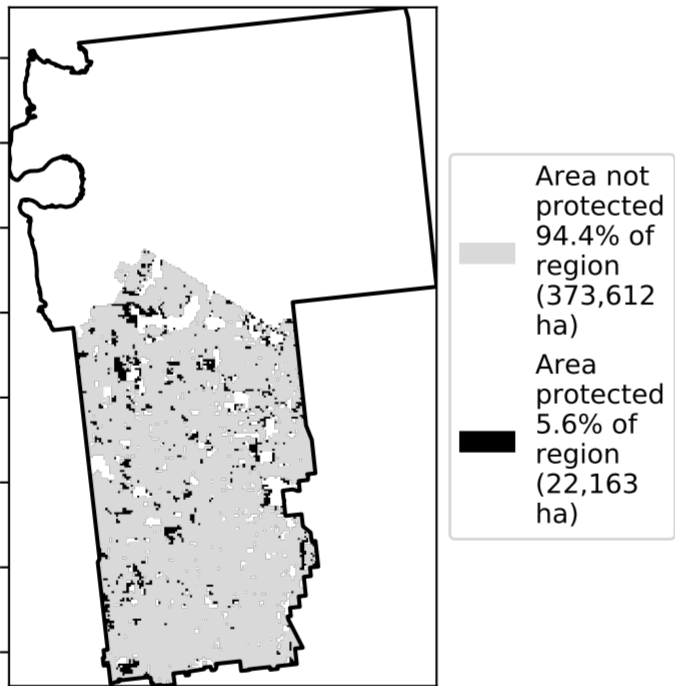 Area not
protected
94.4% of
region
(373,612
ha)
Area
protected
5.6% of
region
(22,163
ha)